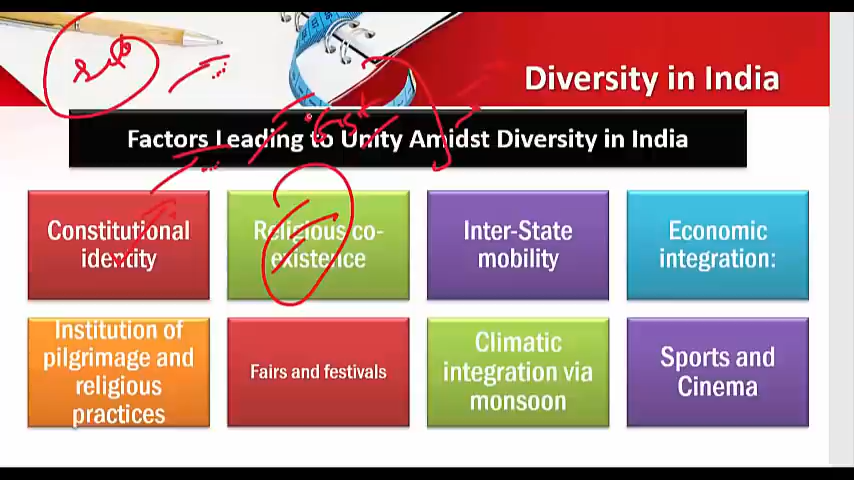 Diversity in India
Factors Leading to Unity Amidst Diversity in India
Constitutional
identity
Religious co-
existence
Inter-State
mobility
Economic
integration:
Institution of
pilgrimage and
religious
practices
Fairs and festivals
Climatic
integration via
monsoon
Sports and
Cinema